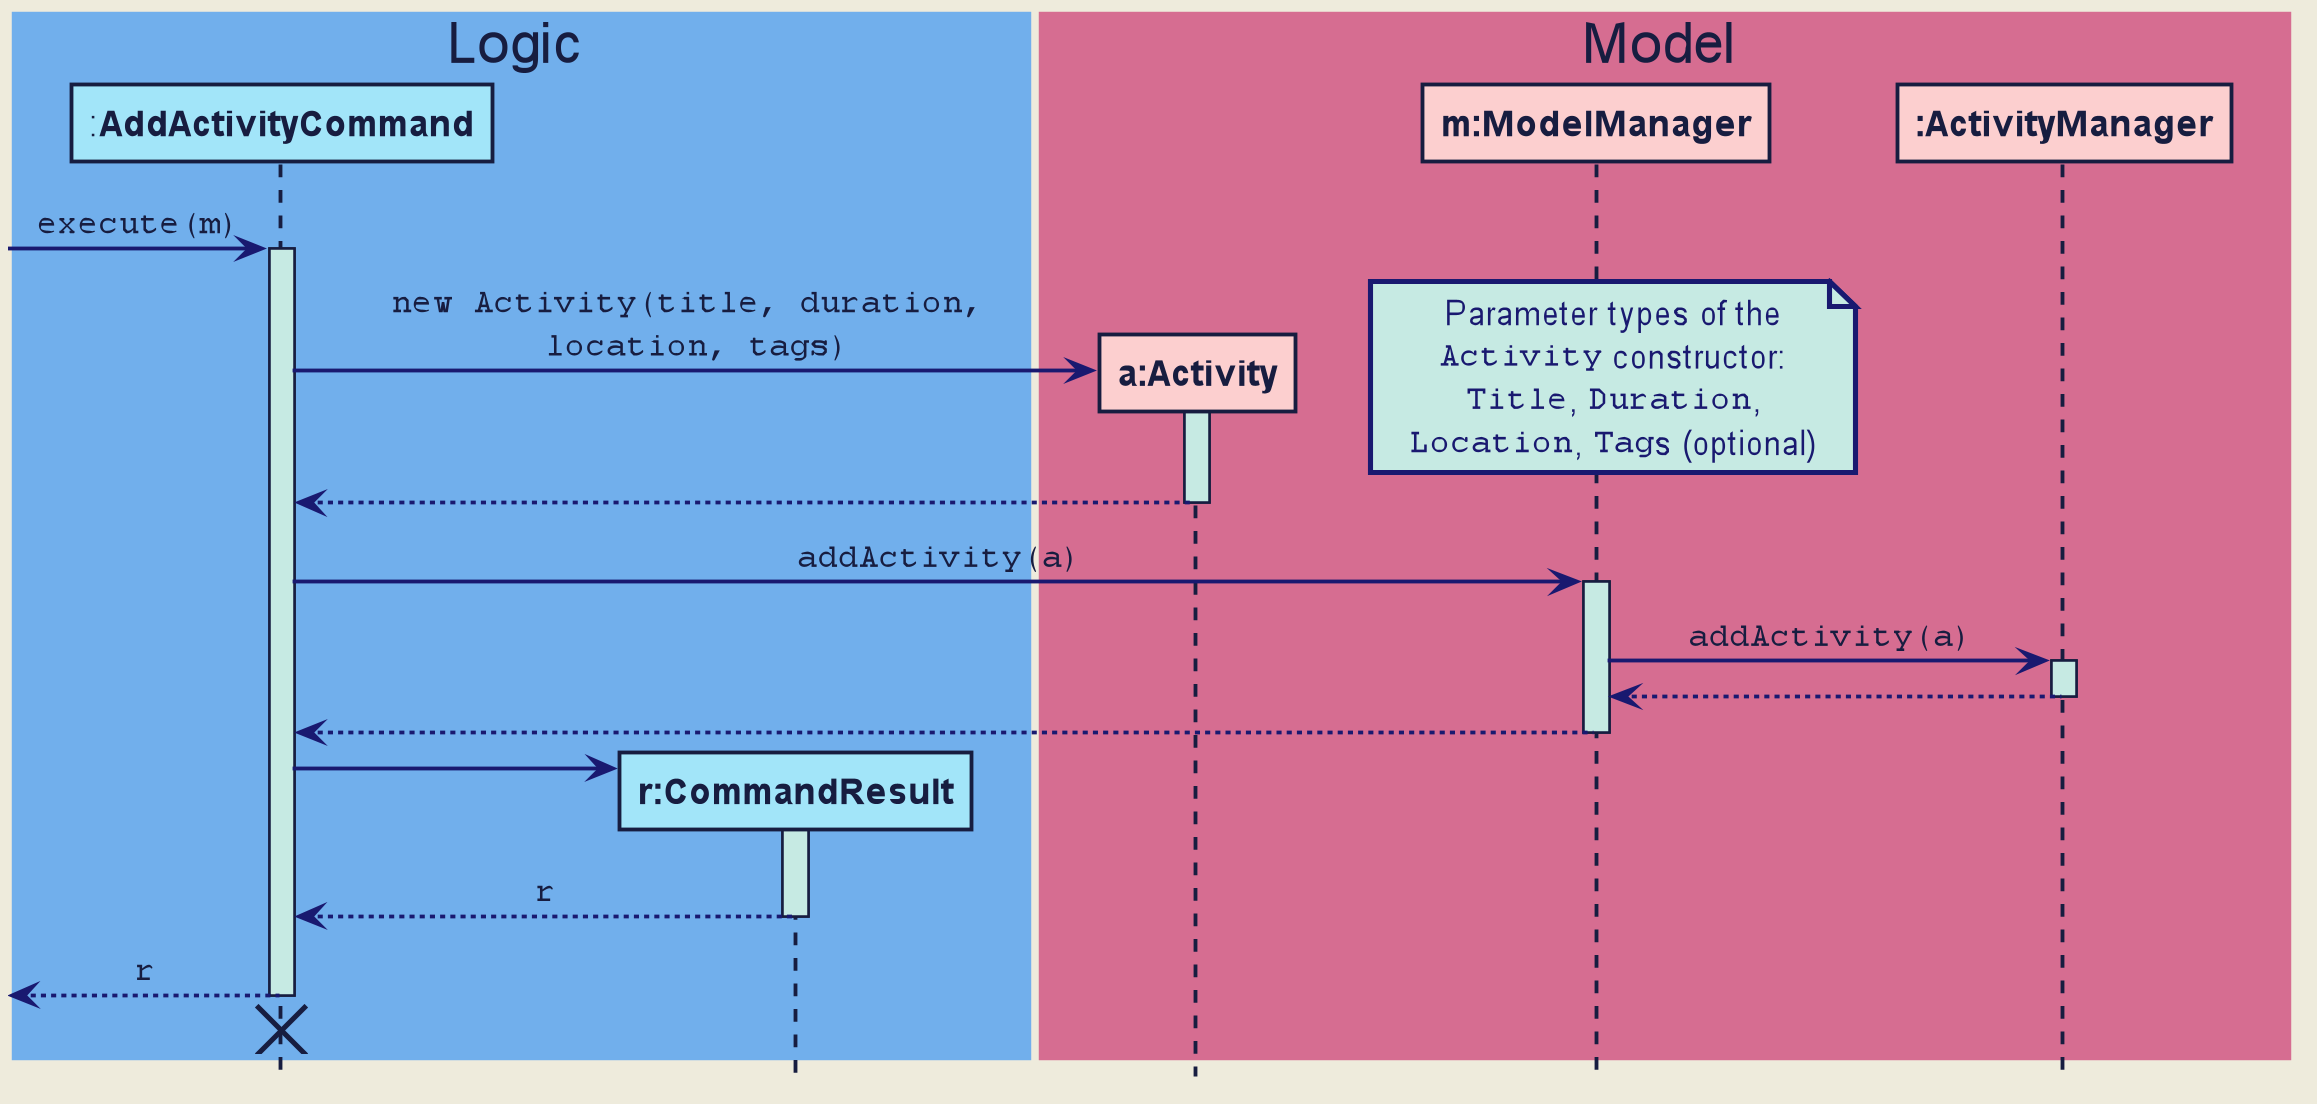 Logic
Model
:AddActivityCommand
m:ModelManager
:ActivityManager
execute(m)
new Activity(title, duration,
location, tags)
a:Activity
Parameter types of the
Activity constructor:
Title, Duration,
Location, Tags (optional)
addActivity(a)
addActivity(a)
r:CommandResult
r
r